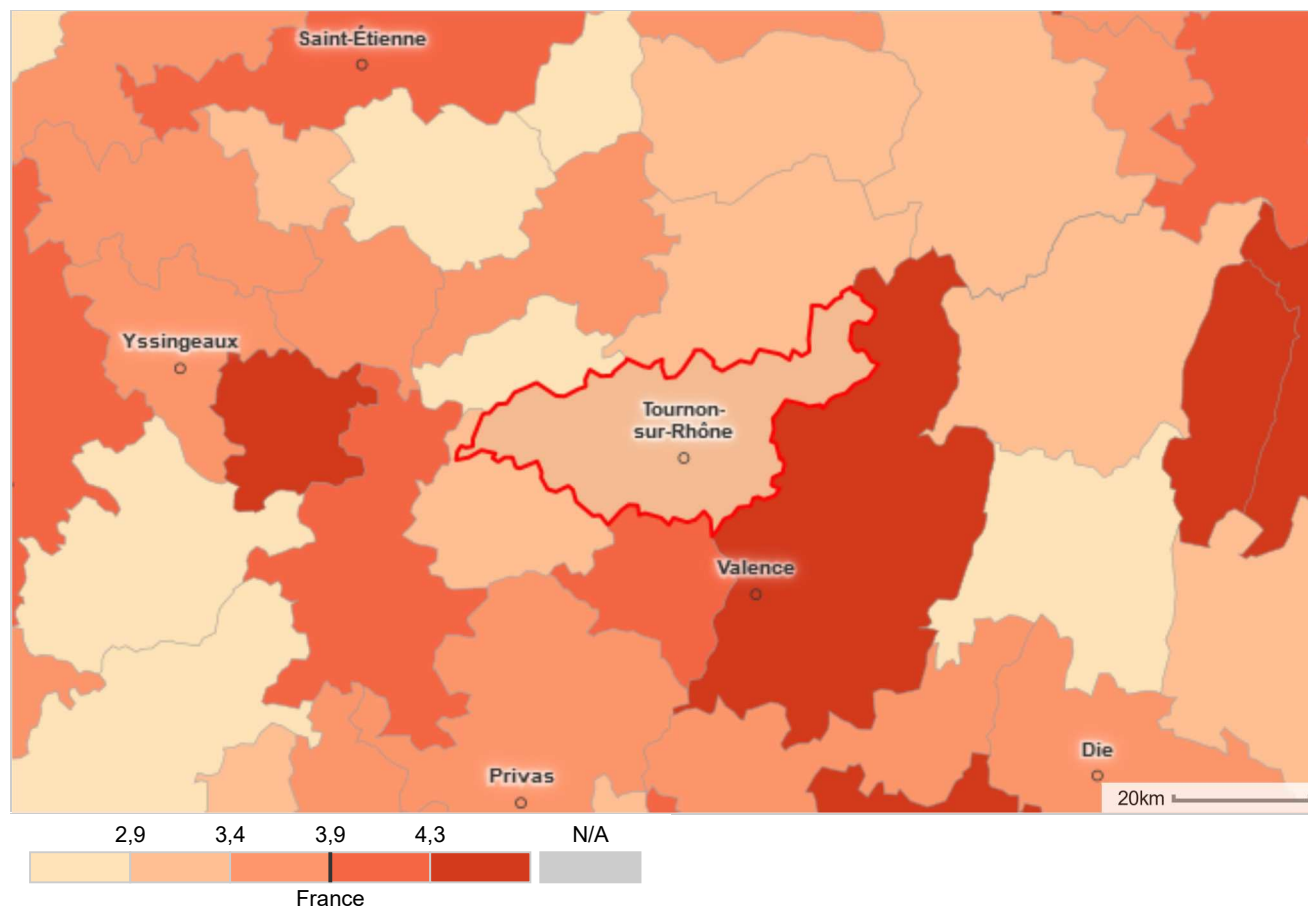 Saint-Étienne
Yssingeaux
Tournon-
sur-Rhône
Valence
Die
Privas
20km
2,9 3,4 3,9 4,3 N/A
France